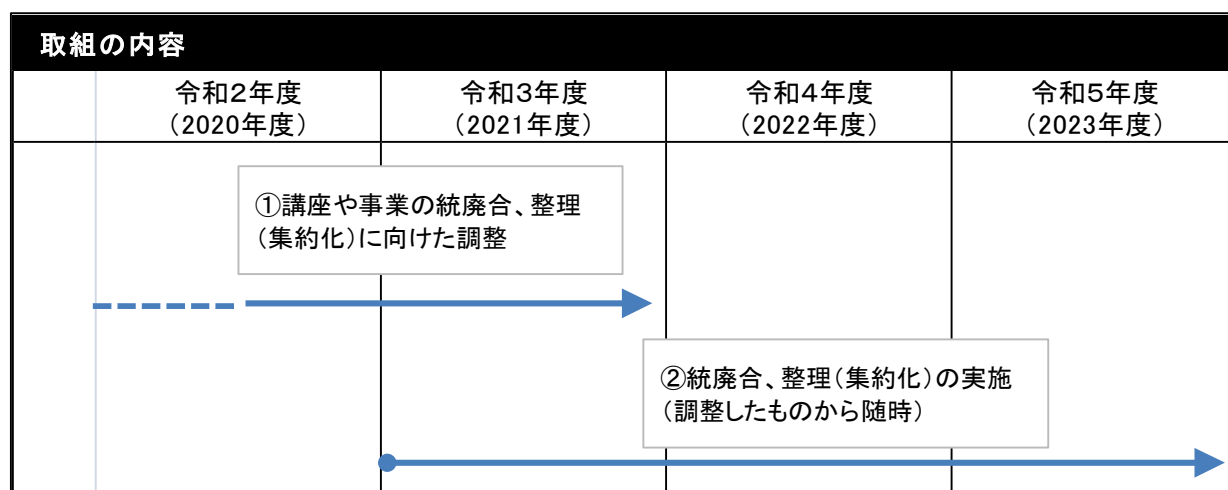 取組の内容
令和２年度
（2020年度）
令和３年度
（2021年度）
令和４年度
（2022年度）
令和５年度
（2023年度）
①講座や事業の統廃合、整理
（集約化）に向けた調整
②統廃合、整理（集約化）の実施
（調整したものから随時）